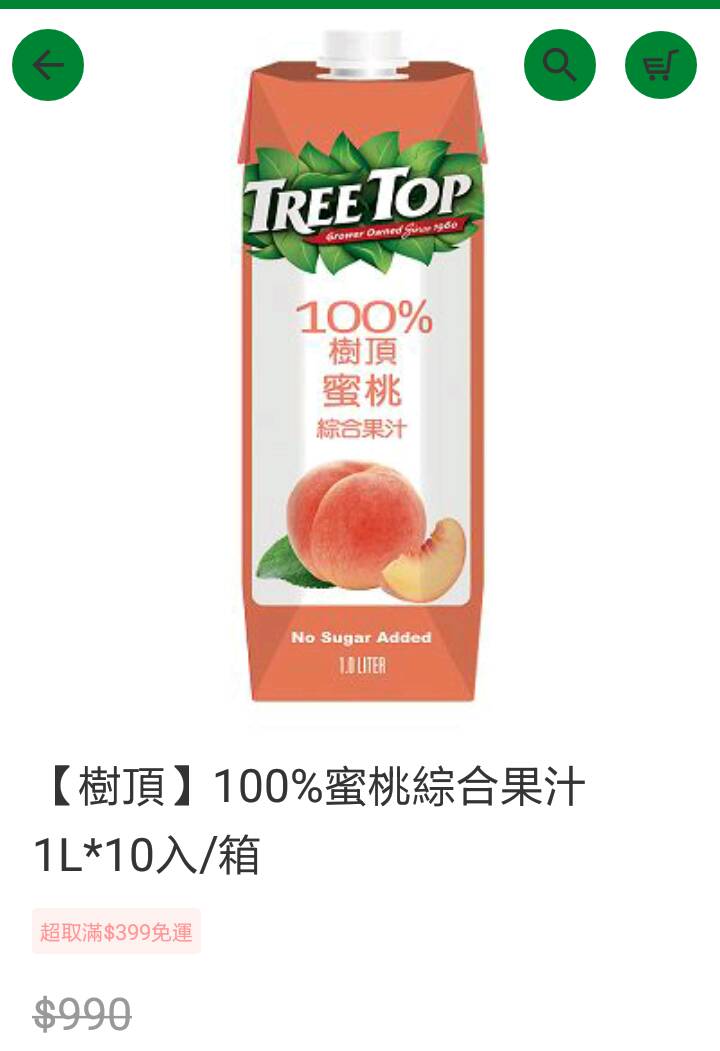 TREE TOP
Grower Owned Since 1960
100%
樹頂
蜜桃
綜合果汁
No Sugar Added
1.0 LITER
【樹頂】100%蜜桃綜合果汁
1L*10入/箱
超取滿$399免運
$990